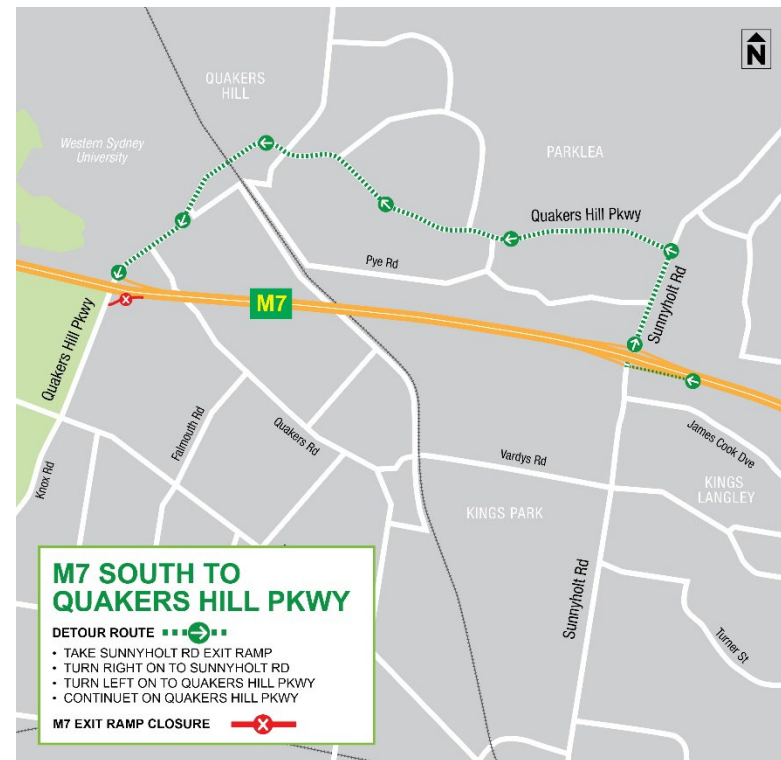 N
QUAKERS
HILL
Western Sydney
University
PARKLEA
Quakers Hill Pkwy
Pye Rd
Sunnyholt Rd
M7
Quakers Hill Pkwy
Falmouth Rd
Quakers Rd
Knox Rd
Vardys Rd
James Cook Dve
KINGS
LANGLEY
KINGS PARK
Sunnyholt Rd
Turner St
M7 SOUTH TO
QUAKERS HILL PKWY
DETOUR ROUTE
• TAKE SUNNYHOLT RD EXIT RAMP
• TURN RIGHT ON TO SUNNYHOLT RD
• TURN LEFT ON TO QUAKERS HILL PKWY
• CONTINUET ON QUAKERS HILL PKWY
M7 EXIT RAMP CLOSURE